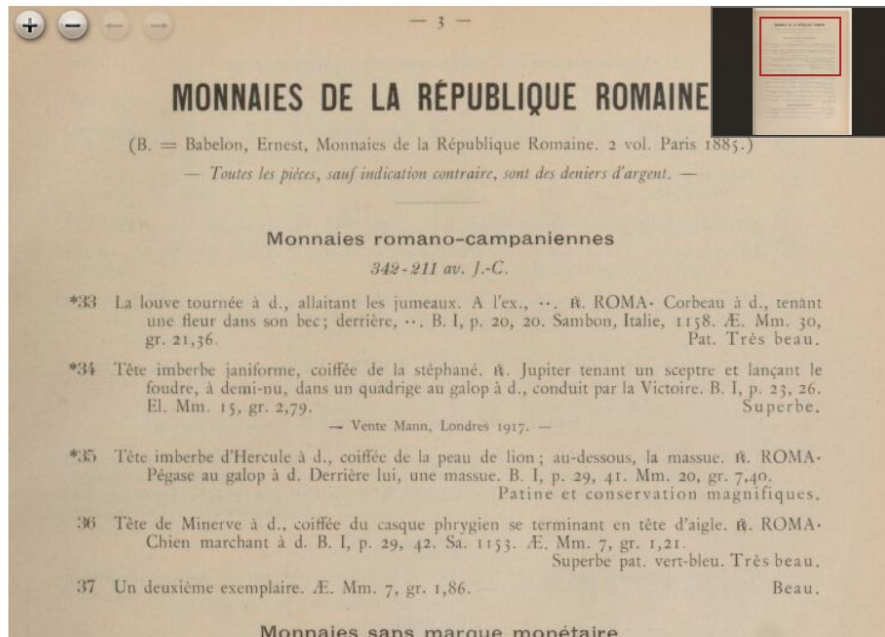 — 3 —
MONNAIES DE LA RÉPUBLIQUE ROMAINE
(B. = Babelon, Ernest, Monnaies de la République Romaine. 2 vol. Paris 1885.)
— Toutes les pièces, sauf indication contraire, sont des deniers d'argent. —
Monnaies romano-campaniennes
342-211 av. J.-C.
*33 La louve tournée à d., allaitant les jumeaux. A l'ex., ··. ℞. ROMA· Corbeau à d., tenant
une fleur dans son bec; derrière, ··. B. I, p. 20, 20. Sambon, Italie, 1158. Æ. Mm. 30,
gr. 21,36. Pat. Très beau.
*34 Tête imberbe janiforme, coiffée de la stéphané. ℞. Jupiter tenant un sceptre et lançant le
foudre, à demi-nu, dans un quadrige au galop à d., conduit par la Victoire. B. I, p. 23, 26.
El. Mm. 15, gr. 2,79. Superbe.
— Vente Mann, Londres 1917. —
*35 Tête imberbe d'Hercule à d., coiffée de la peau de lion; au-dessous, la massue. ℞. ROMA·
Pégase au galop à d. Derrière lui, une massue. B. I, p. 29, 41. Mm. 20, gr. 7,40.
Patine et conservation magnifiques.
36 Tête de Minerve à d., coiffée du casque phrygien se terminant en tête d'aigle. ℞. ROMA·
Chien marchant à d. B. I, p. 29, 42. Sa. 1153. Æ. Mm. 7, gr. 1,21.
Superbe pat. vert-bleu. Très beau.
37 Un deuxième exemplaire. Æ. Mm. 7, gr. 1,86. Beau.
Monnaies sans marque monétaire